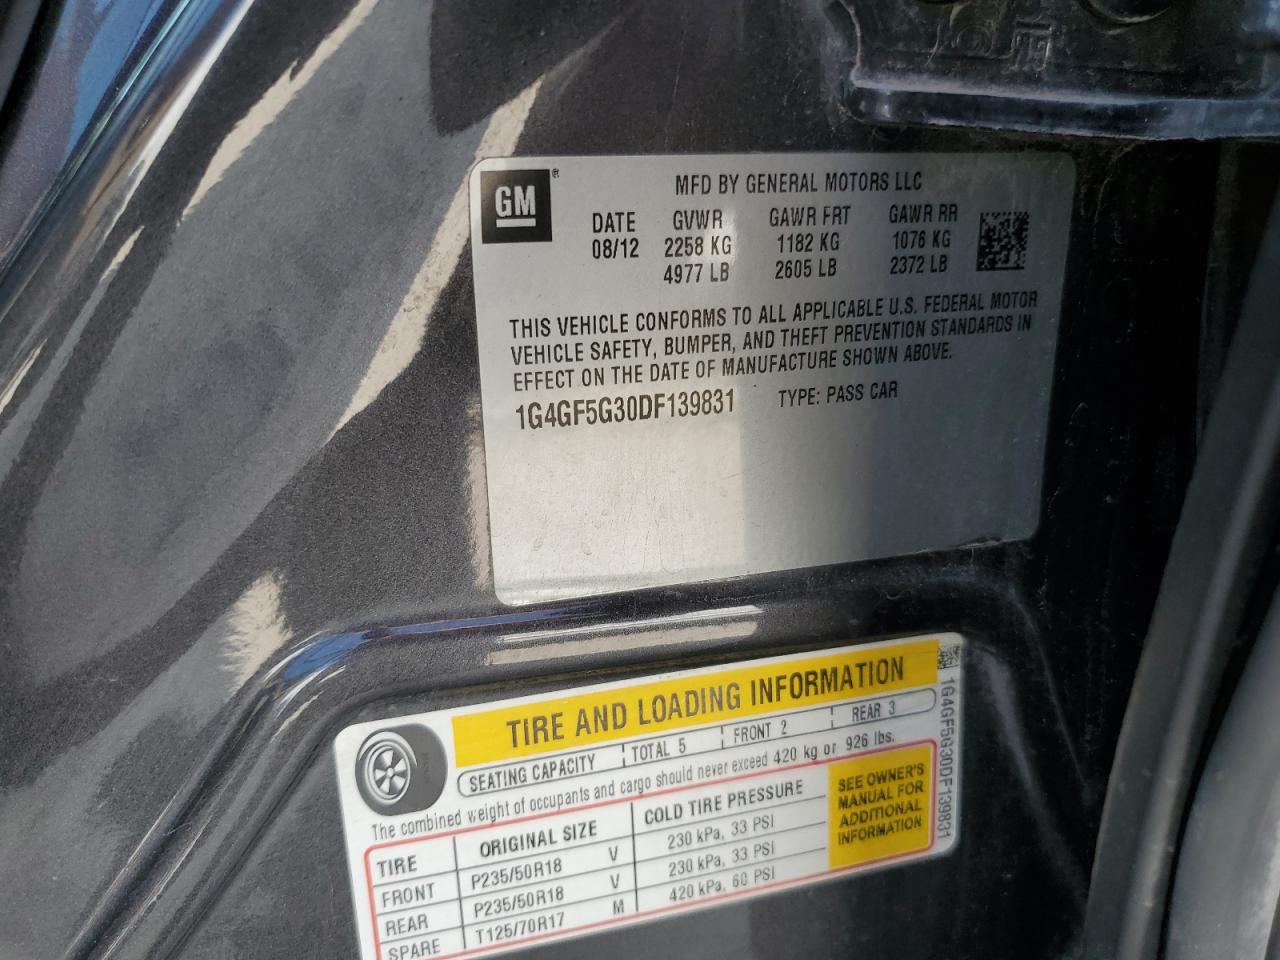 GM®
MFD BY GENERAL MOTORS LLC
DATE GVWR GAWR FRT GAWR RR
08/12 2258 KG 1182 KG 1076 KG
4977 LB 2605 LB 2372 LB
THIS VEHICLE CONFORMS TO ALL APPLICABLE U.S. FEDERAL MOTOR
VEHICLE SAFETY, BUMPER, AND THEFT PREVENTION STANDARDS IN
EFFECT ON THE DATE OF MANUFACTURE SHOWN ABOVE.
1G4GF5G30DF139831 TYPE: PASS CAR
TIRE AND LOADING INFORMATION
SEATING CAPACITY TOTAL 5 FRONT 2 REAR 3
The combined weight of occupants and cargo should never exceed 420 kg or 926 lbs.
TIRE ORIGINAL SIZE COLD TIRE PRESSURE
FRONT P235/50R18 V 230 kPa, 33 PSI
REAR P235/50R18 V 230 kPa, 33 PSI
SPARE T125/70R17 M 420 kPa, 60 PSI
SEE OWNER'S
MANUAL FOR
ADDITIONAL
INFORMATION
1G4GF5G30DF139831